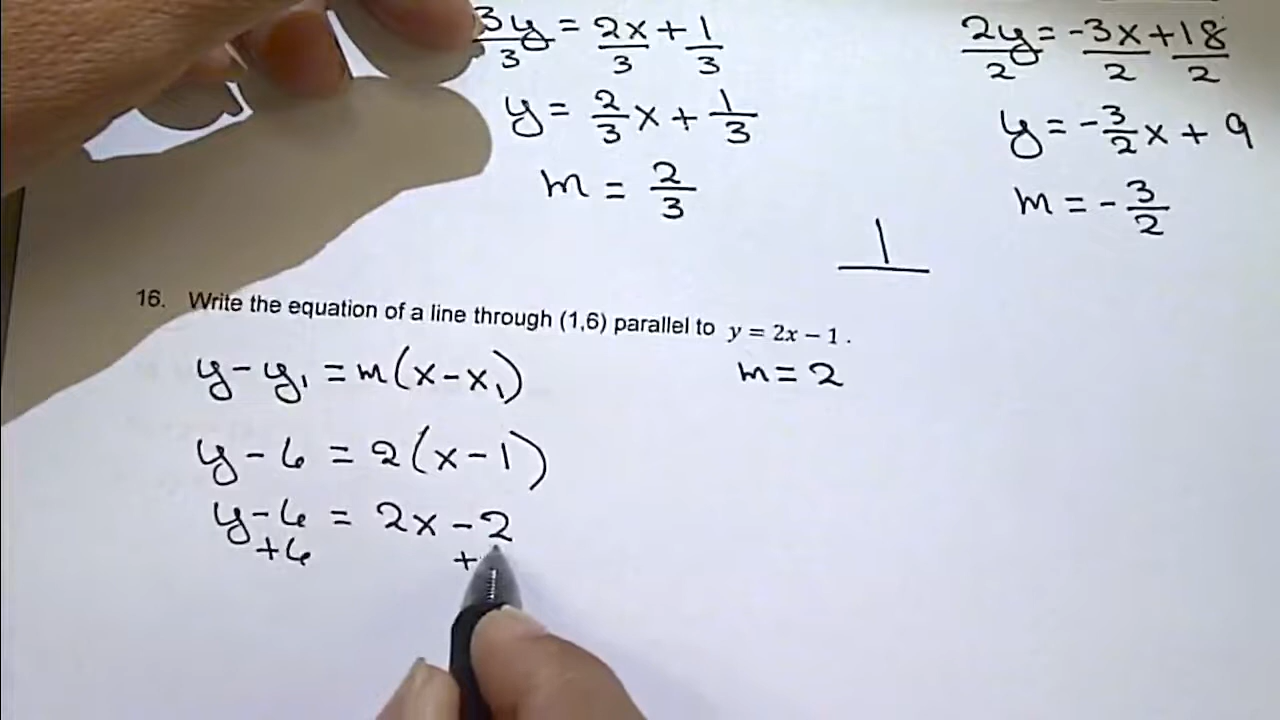 3y/3 = 2x/3 + 1/3
y = 2/3 x + 1/3
m = 2/3
2y/2 = -3x/2 + 18/2
y = -3/2 x + 9
m = -3/2
1
16. Write the equation of a line through (1,6) parallel to y = 2x − 1 .
y - y₁ = m(x - x₁)
m = 2
y - 6 = 2(x - 1)
y - 6 = 2x - 2
+6 +